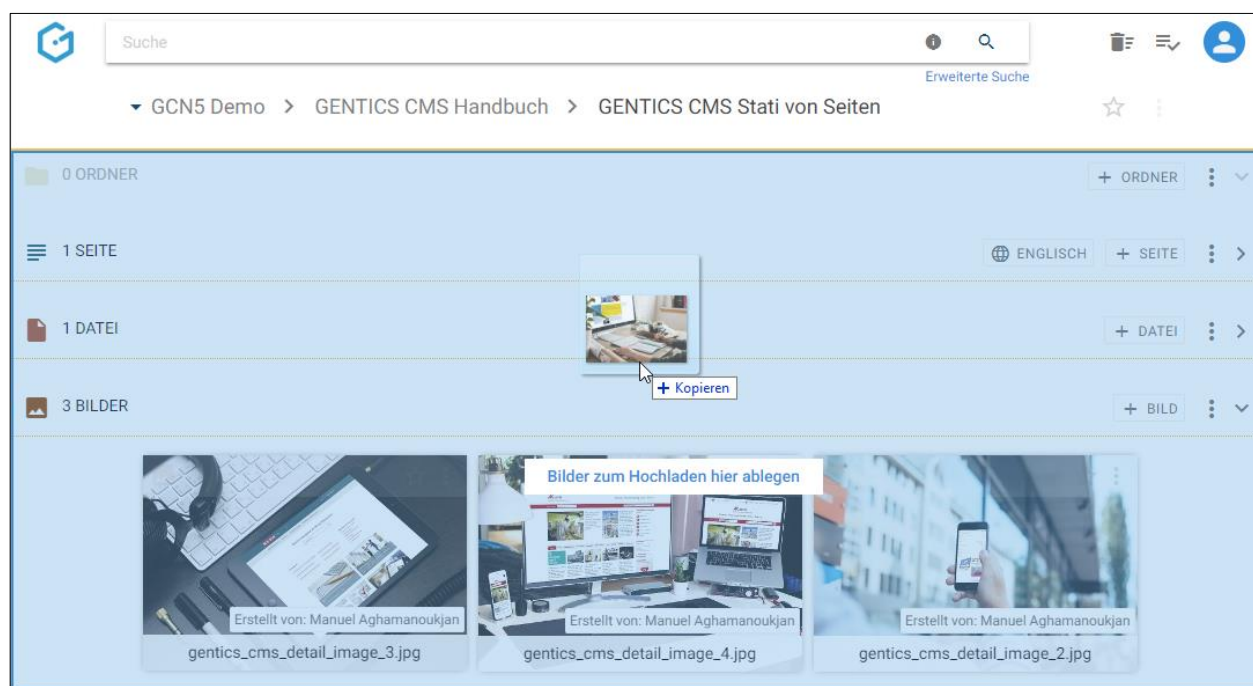 Suche
Erweiterte Suche
GCN5 Demo > GENTICS CMS Handbuch > GENTICS CMS Stati von Seiten
0 ORDNER + ORDNER
1 SEITE ENGLISCH + SEITE
1 DATEI + DATEI
+ Kopieren
3 BILDER + BILD
Bilder zum Hochladen hier ablegen
Erstellt von: Manuel Aghamanoukjan Erstellt von: Manuel Aghamanoukjan Erstellt von: Manuel Aghamanoukjan
gentics_cms_detail_image_3.jpg gentics_cms_detail_image_4.jpg gentics_cms_detail_image_2.jpg